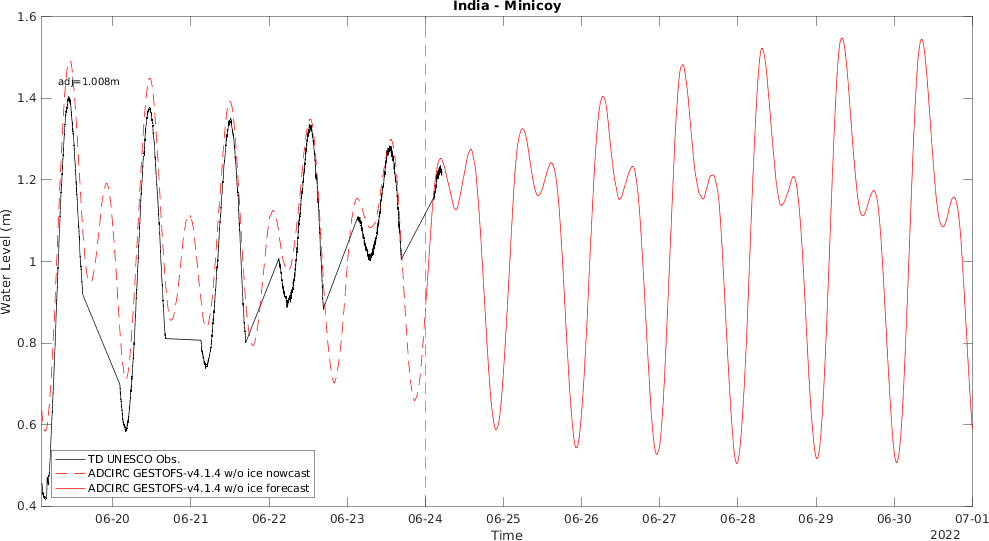 India - Minicoy
1.6
1.4
1.2
1
0.8
0.6
0.4
Water Level (m)
adj=1.008m
TD UNESCO Obs.
ADCIRC GESTOFS-v4.1.4 w/o ice nowcast
ADCIRC GESTOFS-v4.1.4 w/o ice forecast
06-20 06-21 06-22 06-23 06-24 06-25 06-26 06-27 06-28 06-29 06-30 07-01
Time
2022